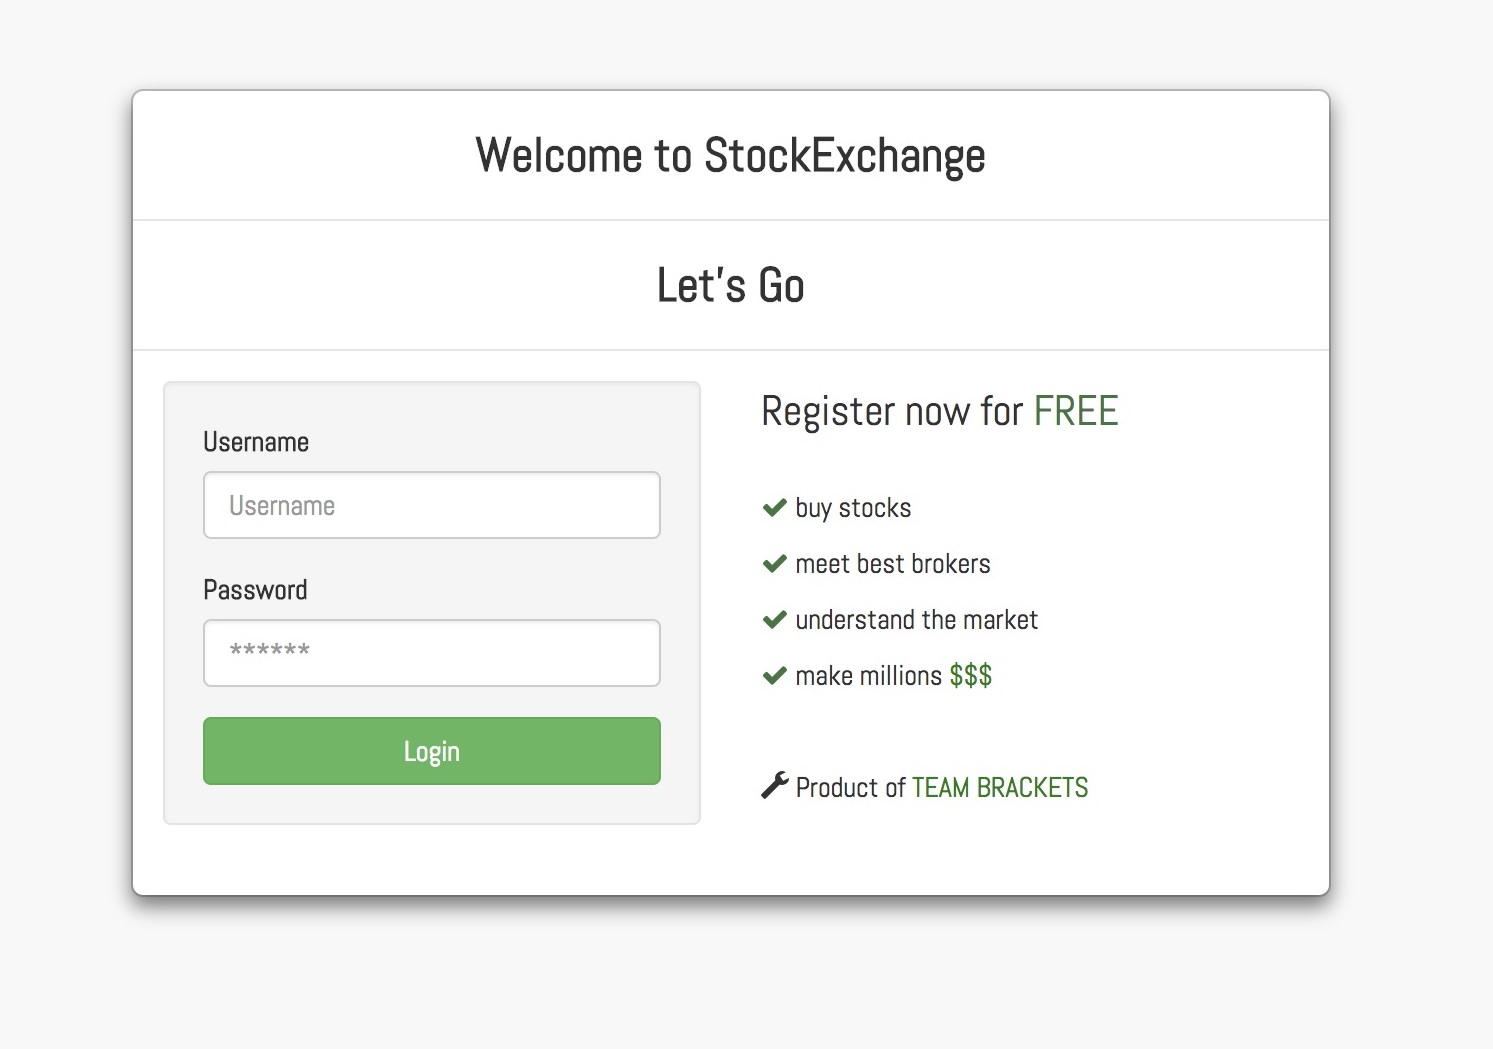 Welcome to StockExchange
Let's Go
Username
Username
Password
******
Login
Register now for FREE
buy stocks
meet best brokers
understand the market
make millions $$$
Product of TEAM BRACKETS